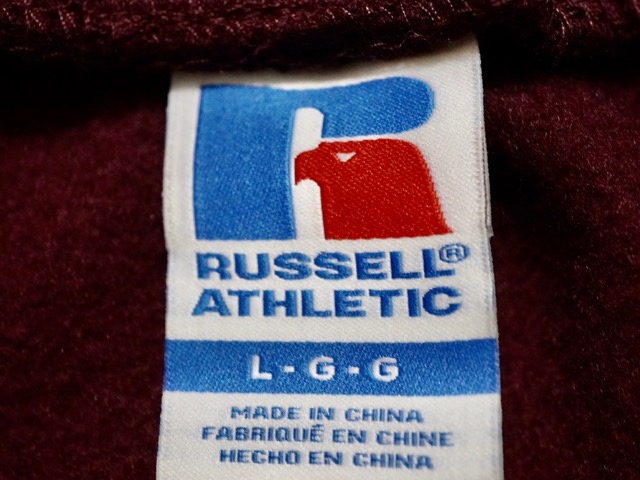 RUSSELL®
ATHLETIC
L - G - G
MADE IN CHINA
FABRIQUÉ EN CHINE
HECHO EN CHINA